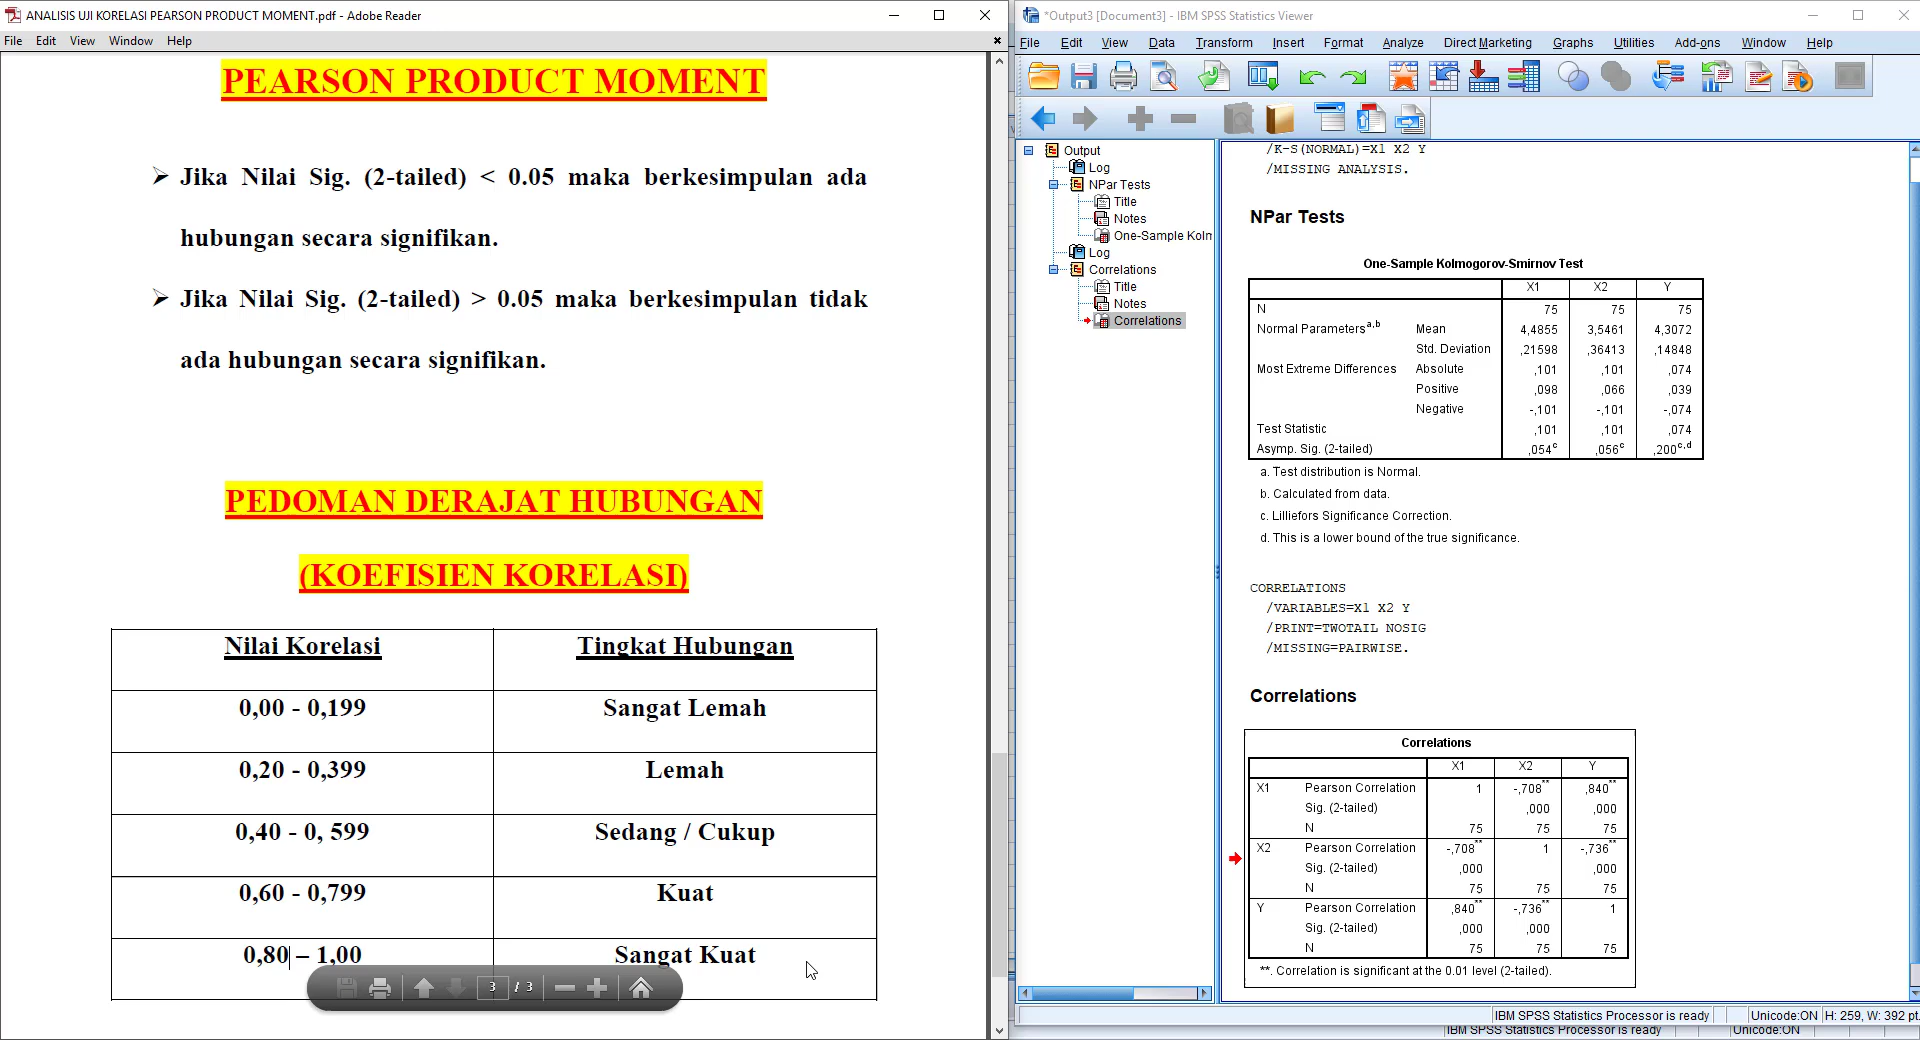 ANALISIS UJI KORELASI PEARSON PRODUCT MOMENT.pdf - Adobe Reader
File Edit View Window Help
PEARSON PRODUCT MOMENT
➢ Jika Nilai Sig. (2-tailed) < 0.05 maka berkesimpulan ada
hubungan secara signifikan.
➢ Jika Nilai Sig. (2-tailed) > 0.05 maka berkesimpulan tidak
ada hubungan secara signifikan.
PEDOMAN DERAJAT HUBUNGAN
(KOEFISIEN KORELASI)
Nilai Korelasi Tingkat Hubungan
0,00 - 0,199 Sangat Lemah
0,20 - 0,399 Lemah
0,40 - 0, 599 Sedang / Cukup
0,60 - 0,799 Kuat
0,80 – 1,00 Sangat Kuat
3 / 3
*Output3 [Document3] - IBM SPSS Statistics Viewer
File Edit View Data Transform Insert Format Analyze Direct Marketing Graphs Utilities Add-ons Window Help
Output
Log
NPar Tests
Title
Notes
One-Sample Kolm
Log
Correlations
Title
Notes
Correlations
/K-S(NORMAL)=X1 X2 Y
/MISSING ANALYSIS.
NPar Tests
One-Sample Kolmogorov-Smirnov Test
X1 X2 Y
N 75 75 75
Normal Parametersa,b Mean 4,4855 3,5461 4,3072
Std. Deviation ,21598 ,36413 ,14848
Most Extreme Differences Absolute ,101 ,101 ,074
Positive ,098 ,066 ,039
Negative -,101 -,101 -,074
Test Statistic ,101 ,101 ,074
Asymp. Sig. (2-tailed) ,054c ,056c ,200c,d
a. Test distribution is Normal.
b. Calculated from data.
c. Lilliefors Significance Correction.
d. This is a lower bound of the true significance.
CORRELATIONS
/VARIABLES=X1 X2 Y
/PRINT=TWOTAIL NOSIG
/MISSING=PAIRWISE.
Correlations
Correlations
X1 X2 Y
X1 Pearson Correlation 1 -,708** ,840**
Sig. (2-tailed) ,000 ,000
N 75 75 75
X2 Pearson Correlation -,708** 1 -,736**
Sig. (2-tailed) ,000 ,000
N 75 75 75
Y Pearson Correlation ,840** -,736** 1
Sig. (2-tailed) ,000 ,000
N 75 75 75
**. Correlation is significant at the 0.01 level (2-tailed).
IBM SPSS Statistics Processor is ready Unicode:ON H: 259, W: 392 pt.
IBM SPSS Statistics Processor is ready Unicode:ON